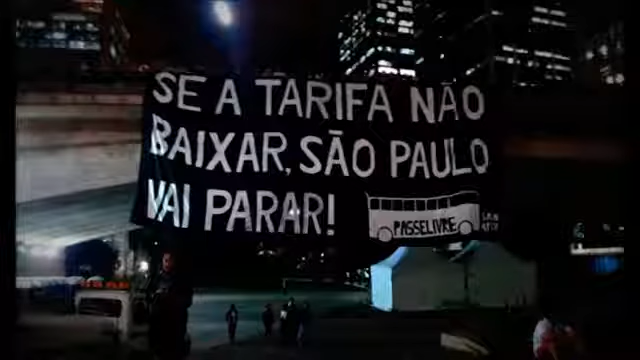 SE A TARIFA NÃO
BAIXAR, SÃO PAULO
VAI PARAR!
PASSE LIVRE